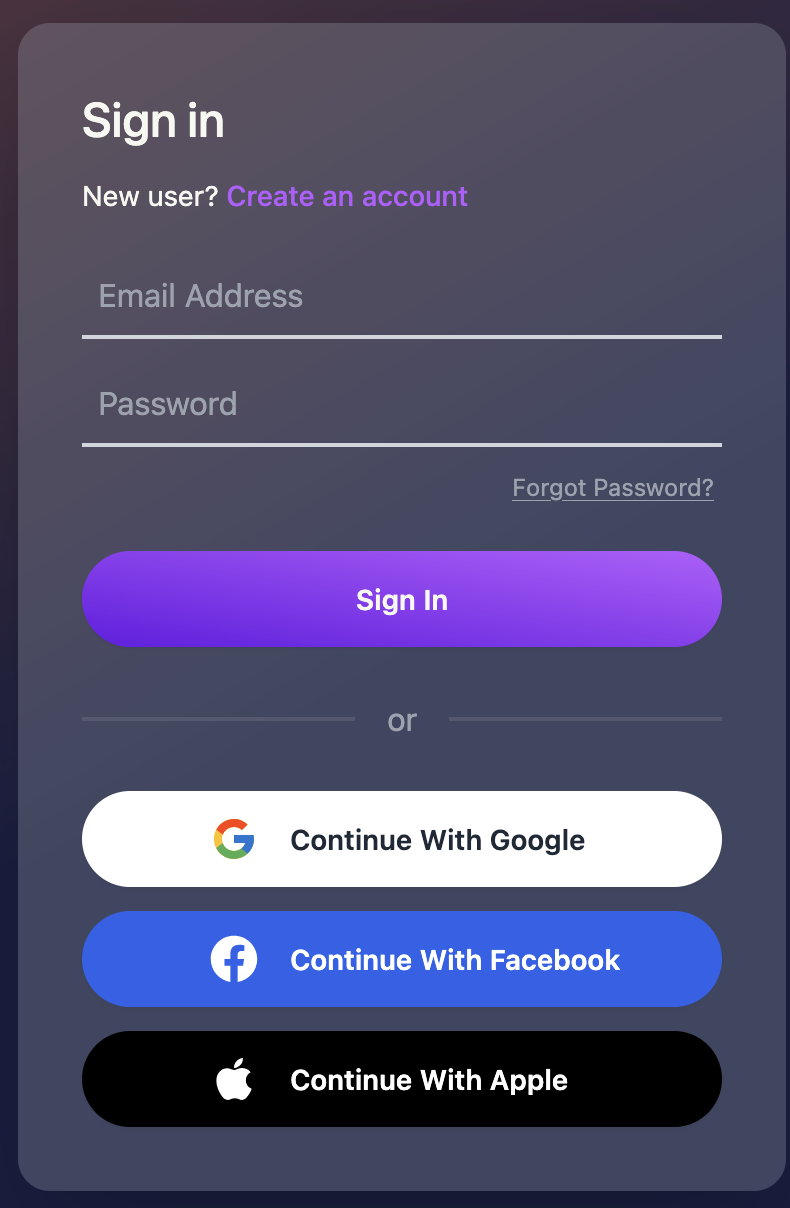 Sign in
New user? Create an account
Email Address
Password
Forgot Password?
Sign In
or
Continue With Google
Continue With Facebook
Continue With Apple